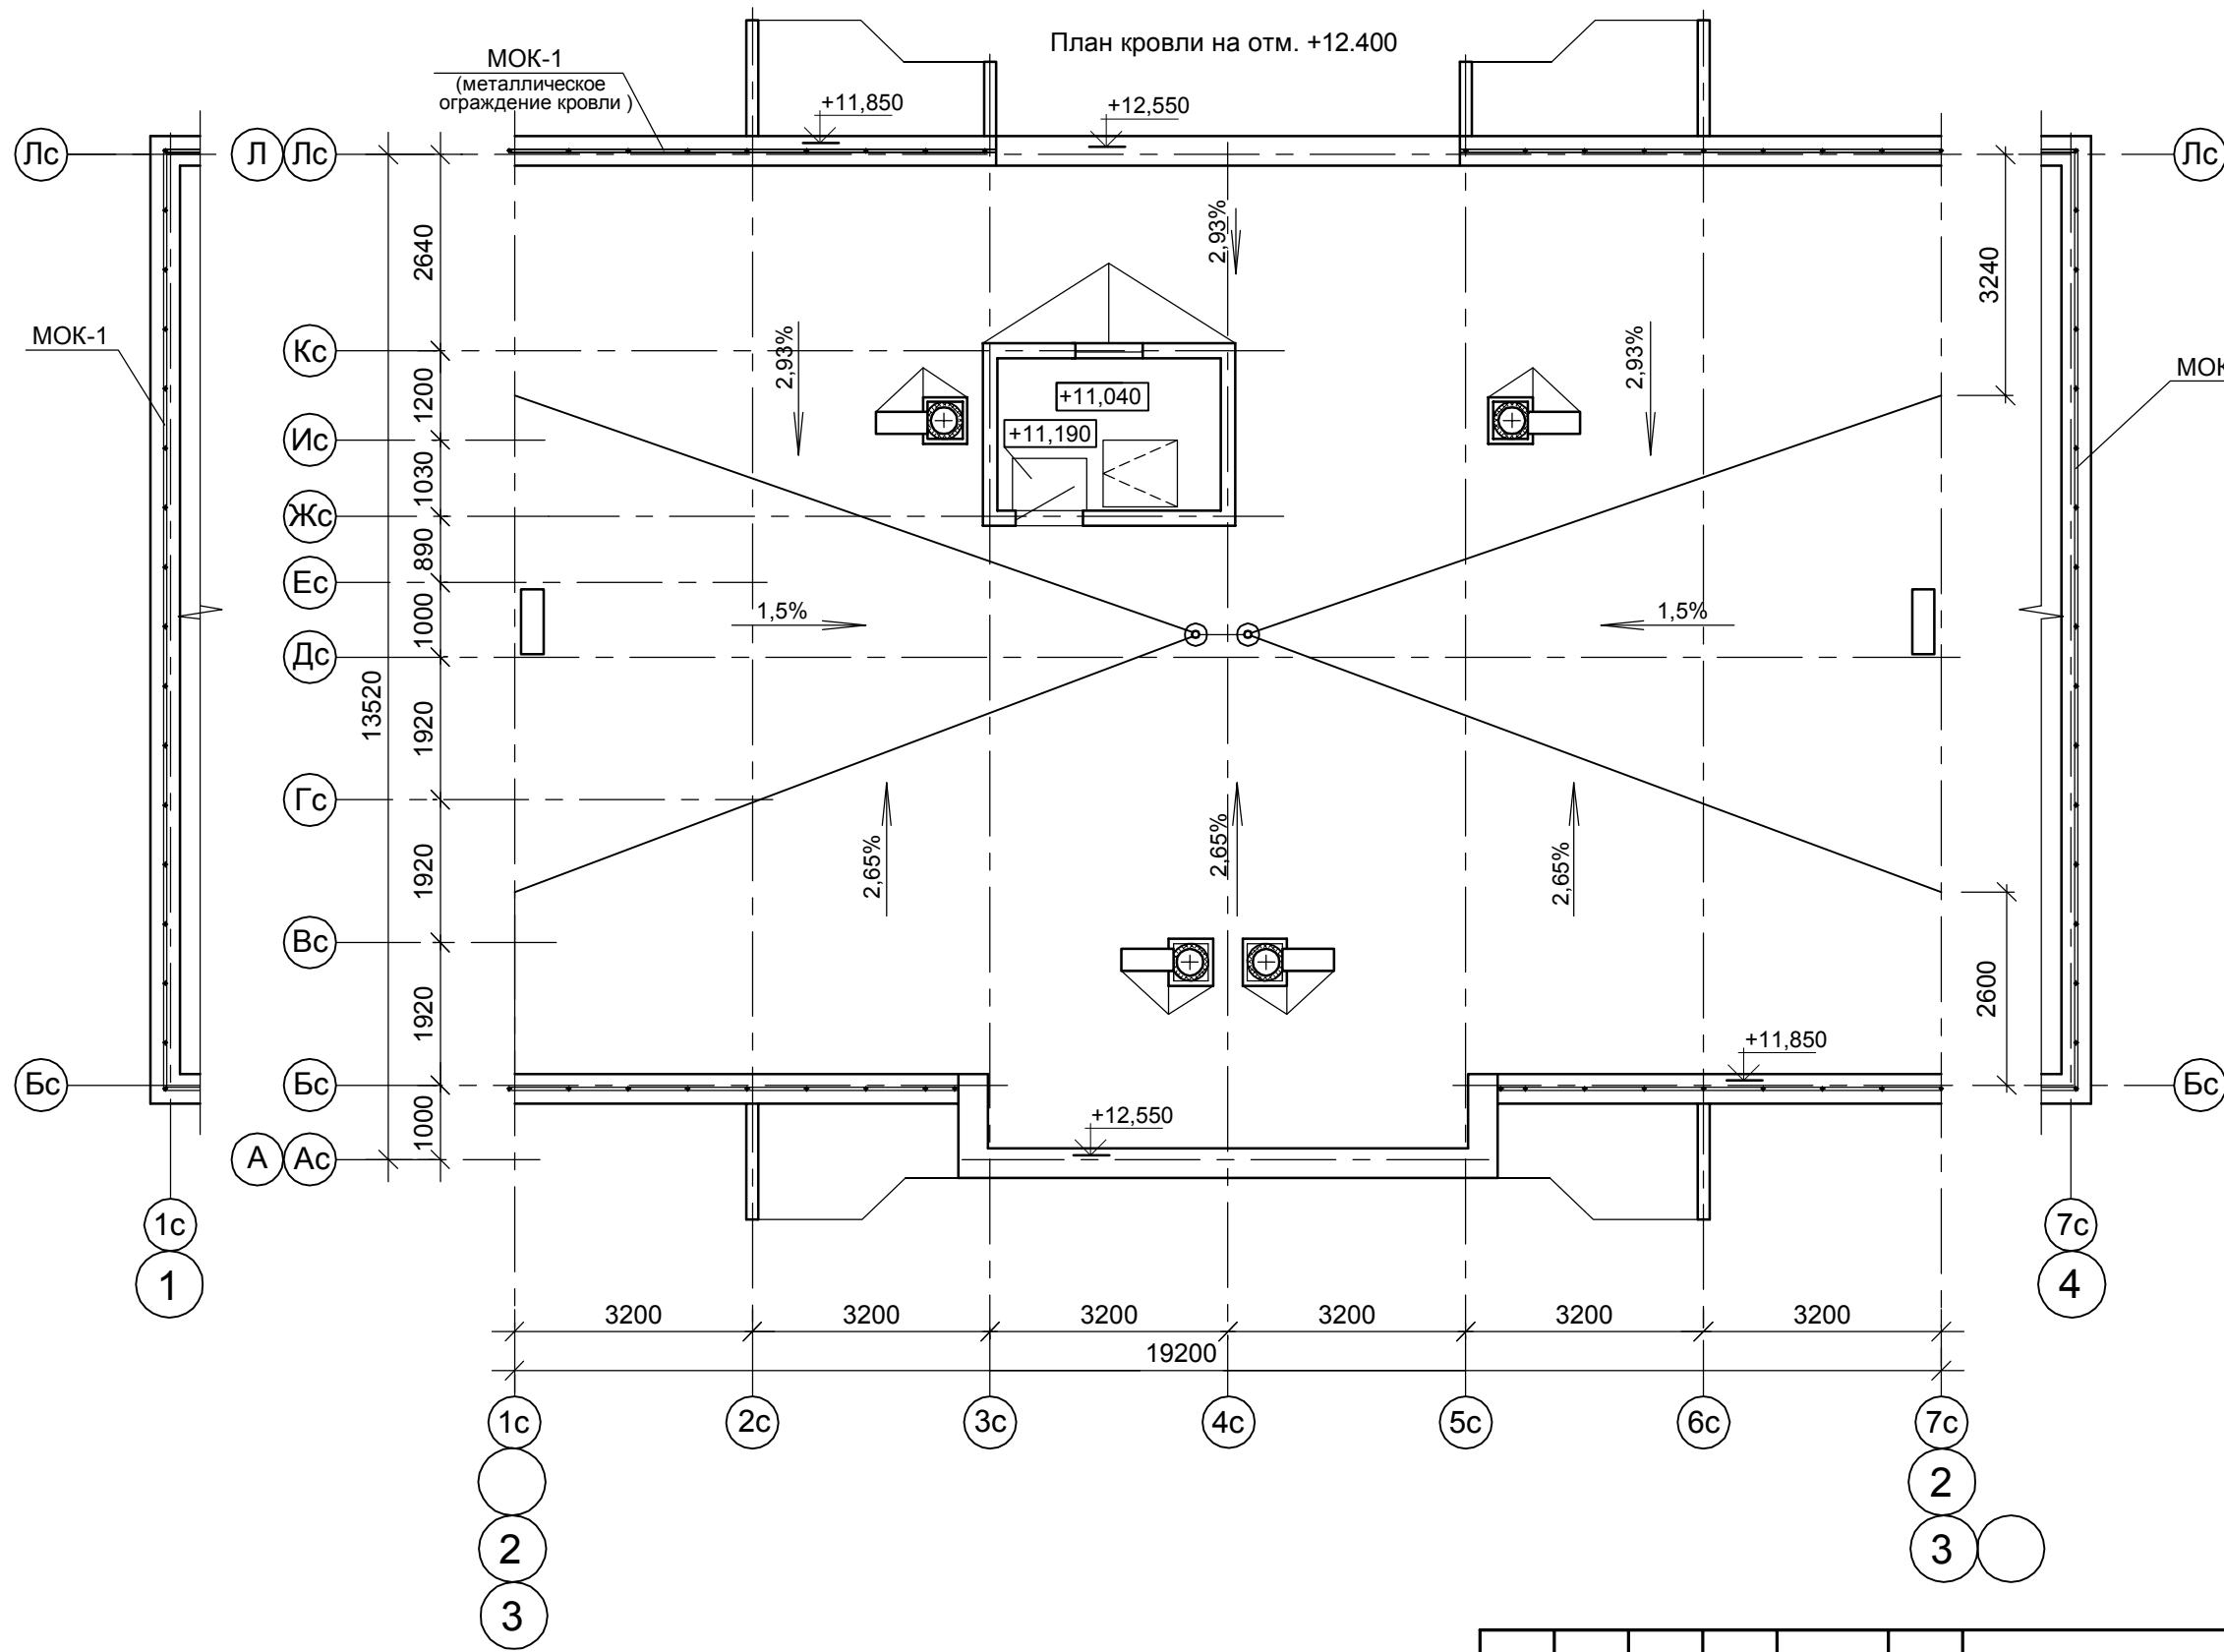 План кровли на отм. +12.400
МОК-1
(металлическое
ограждение кровли )
+11,850
+12,550
Лс
Л
Лс
Лс
2640
2,93%
3240
МОК-1
2,93%
2,93%
МОК
Кс
1200
+11,040
Ис
+11,190
1030
Жс
890
Ес
1,5%
1,5%
1000
Дс
13520
1920
Гс
2,65%
2,65%
2,65%
1920
Вс
1920
2600
+11,850
Бс
Бс
Бс
1000
+12,550
А
Ас
1с
1
7с
4
3200
3200
3200
3200
3200
3200
19200
1с
2с
3с
4с
5с
6с
7с
2
2
3
3